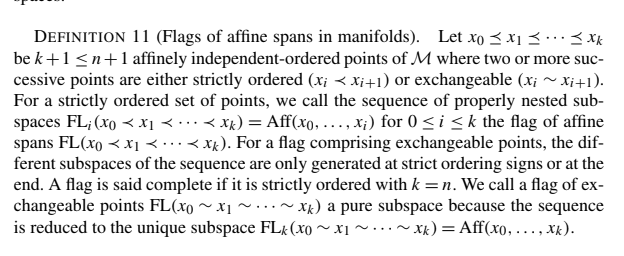 DEFINITION 11 (Flags of affine spans in manifolds). Let x₀ ⪯ x₁ ⪯ ⋯ ⪯ xₖ
be k + 1 ≤ n + 1 affinely independent-ordered points of ℳ where two or more suc-
cessive points are either strictly ordered (xᵢ ≺ xᵢ₊₁) or exchangeable (xᵢ ∼ xᵢ₊₁).
For a strictly ordered set of points, we call the sequence of properly nested sub-
spaces FLᵢ(x₀ ≺ x₁ ≺ ⋯ ≺ xₖ) = Aff(x₀, …, xᵢ) for 0 ≤ i ≤ k the flag of affine
spans FL(x₀ ≺ x₁ ≺ ⋯ ≺ xₖ). For a flag comprising exchangeable points, the dif-
ferent subspaces of the sequence are only generated at strict ordering signs or at the
end. A flag is said complete if it is strictly ordered with k = n. We call a flag of ex-
changeable points FL(x₀ ∼ x₁ ∼ ⋯ ∼ xₖ) a pure subspace because the sequence
is reduced to the unique subspace FLₖ(x₀ ∼ x₁ ∼ ⋯ ∼ xₖ) = Aff(x₀, …, xₖ).